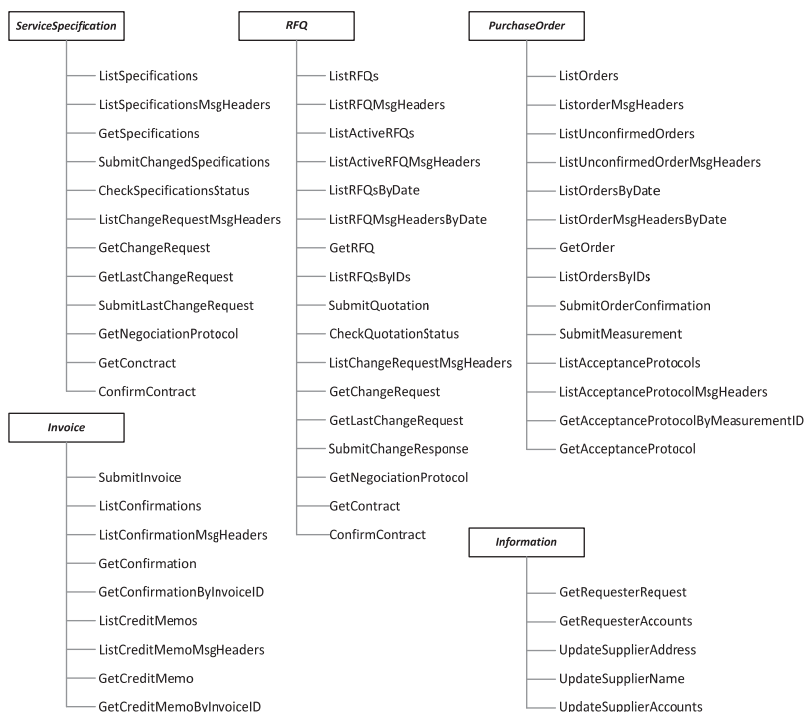 ServiceSpecification
ListSpecifications
ListSpecificationsMsgHeaders
GetSpecifications
SubmitChangedSpecifications
CheckSpecificationsStatus
ListChangeRequestMsgHeaders
GetChangeRequest
GetLastChangeRequest
SubmitLastChangeRequest
GetNegociationProtocol
GetConctract
ConfirmContract
Invoice
SubmitInvoice
ListConfirmations
ListConfirmationMsgHeaders
GetConfirmation
GetConfirmationByInvoiceID
ListCreditMemos
ListCreditMemoMsgHeaders
GetCreditMemo
GetCreditMemoByInvoiceID
RFQ
ListRFQs
ListRFQMsgHeaders
ListActiveRFQs
ListActiveRFQMsgHeaders
ListRFQsByDate
ListRFQMsgHeadersByDate
GetRFQ
ListRFQsByIDs
SubmitQuotation
CheckQuotationStatus
ListChangeRequestMsgHeaders
GetChangeRequest
GetLastChangeRequest
SubmitChangeResponse
GetNegociationProtocol
GetContract
ConfirmContract
PurchaseOrder
ListOrders
ListorderMsgHeaders
ListUnconfirmedOrders
ListUnconfirmedOrderMsgHeaders
ListOrdersByDate
ListOrderMsgHeadersByDate
GetOrder
ListOrdersByIDs
SubmitOrderConfirmation
SubmitMeasurement
ListAcceptanceProtocols
ListAcceptanceProtocolMsgHeaders
GetAcceptanceProtocolByMeasurementID
GetAcceptanceProtocol
Information
GetRequesterRequest
GetRequesterAccounts
UpdateSupplierAddress
UpdateSupplierName
UpdateSupplierAccounts